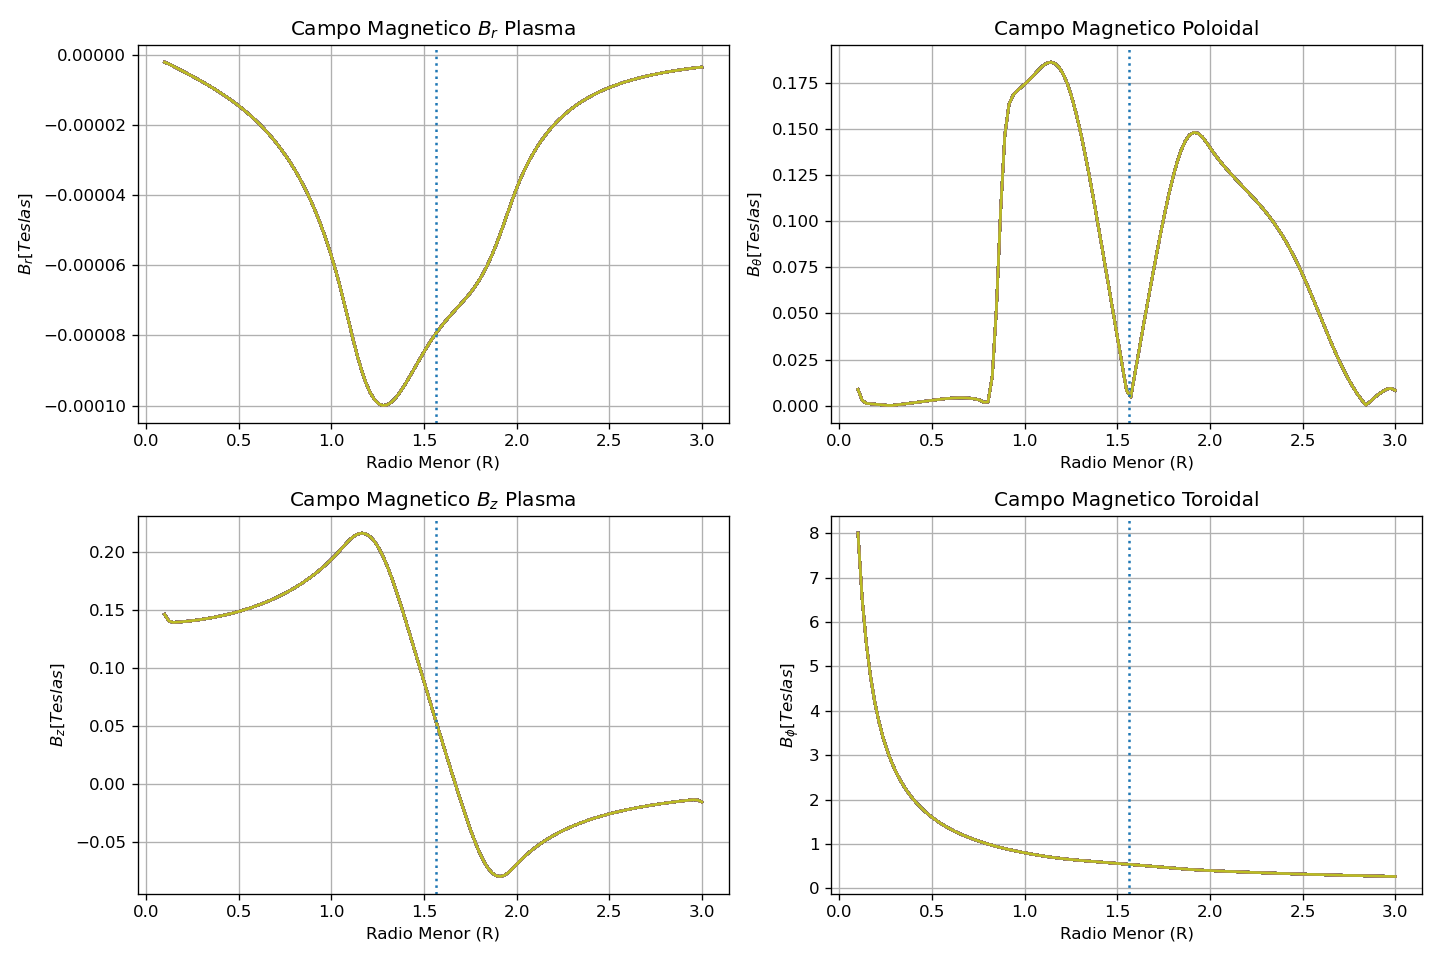 Campo Magnetico $B_r$ Plasma
0.00000
−0.00002
−0.00004
−0.00006
−0.00008
−0.00010
$B_r[Teslas]$
0.0 0.5 1.0 1.5 2.0 2.5 3.0
Radio Menor (R)
Campo Magnetico Poloidal
0.175
0.150
0.125
0.100
0.075
0.050
0.025
0.000
$B_θ[Teslas]$
0.0 0.5 1.0 1.5 2.0 2.5 3.0
Radio Menor (R)
Campo Magnetico $B_z$ Plasma
0.20
0.15
0.10
0.05
0.00
−0.05
$B_z[Teslas]$
0.0 0.5 1.0 1.5 2.0 2.5 3.0
Radio Menor (R)
Campo Magnetico Toroidal
8
7
6
5
4
3
2
1
0
$B_ϕ[Teslas]$
0.0 0.5 1.0 1.5 2.0 2.5 3.0
Radio Menor (R)